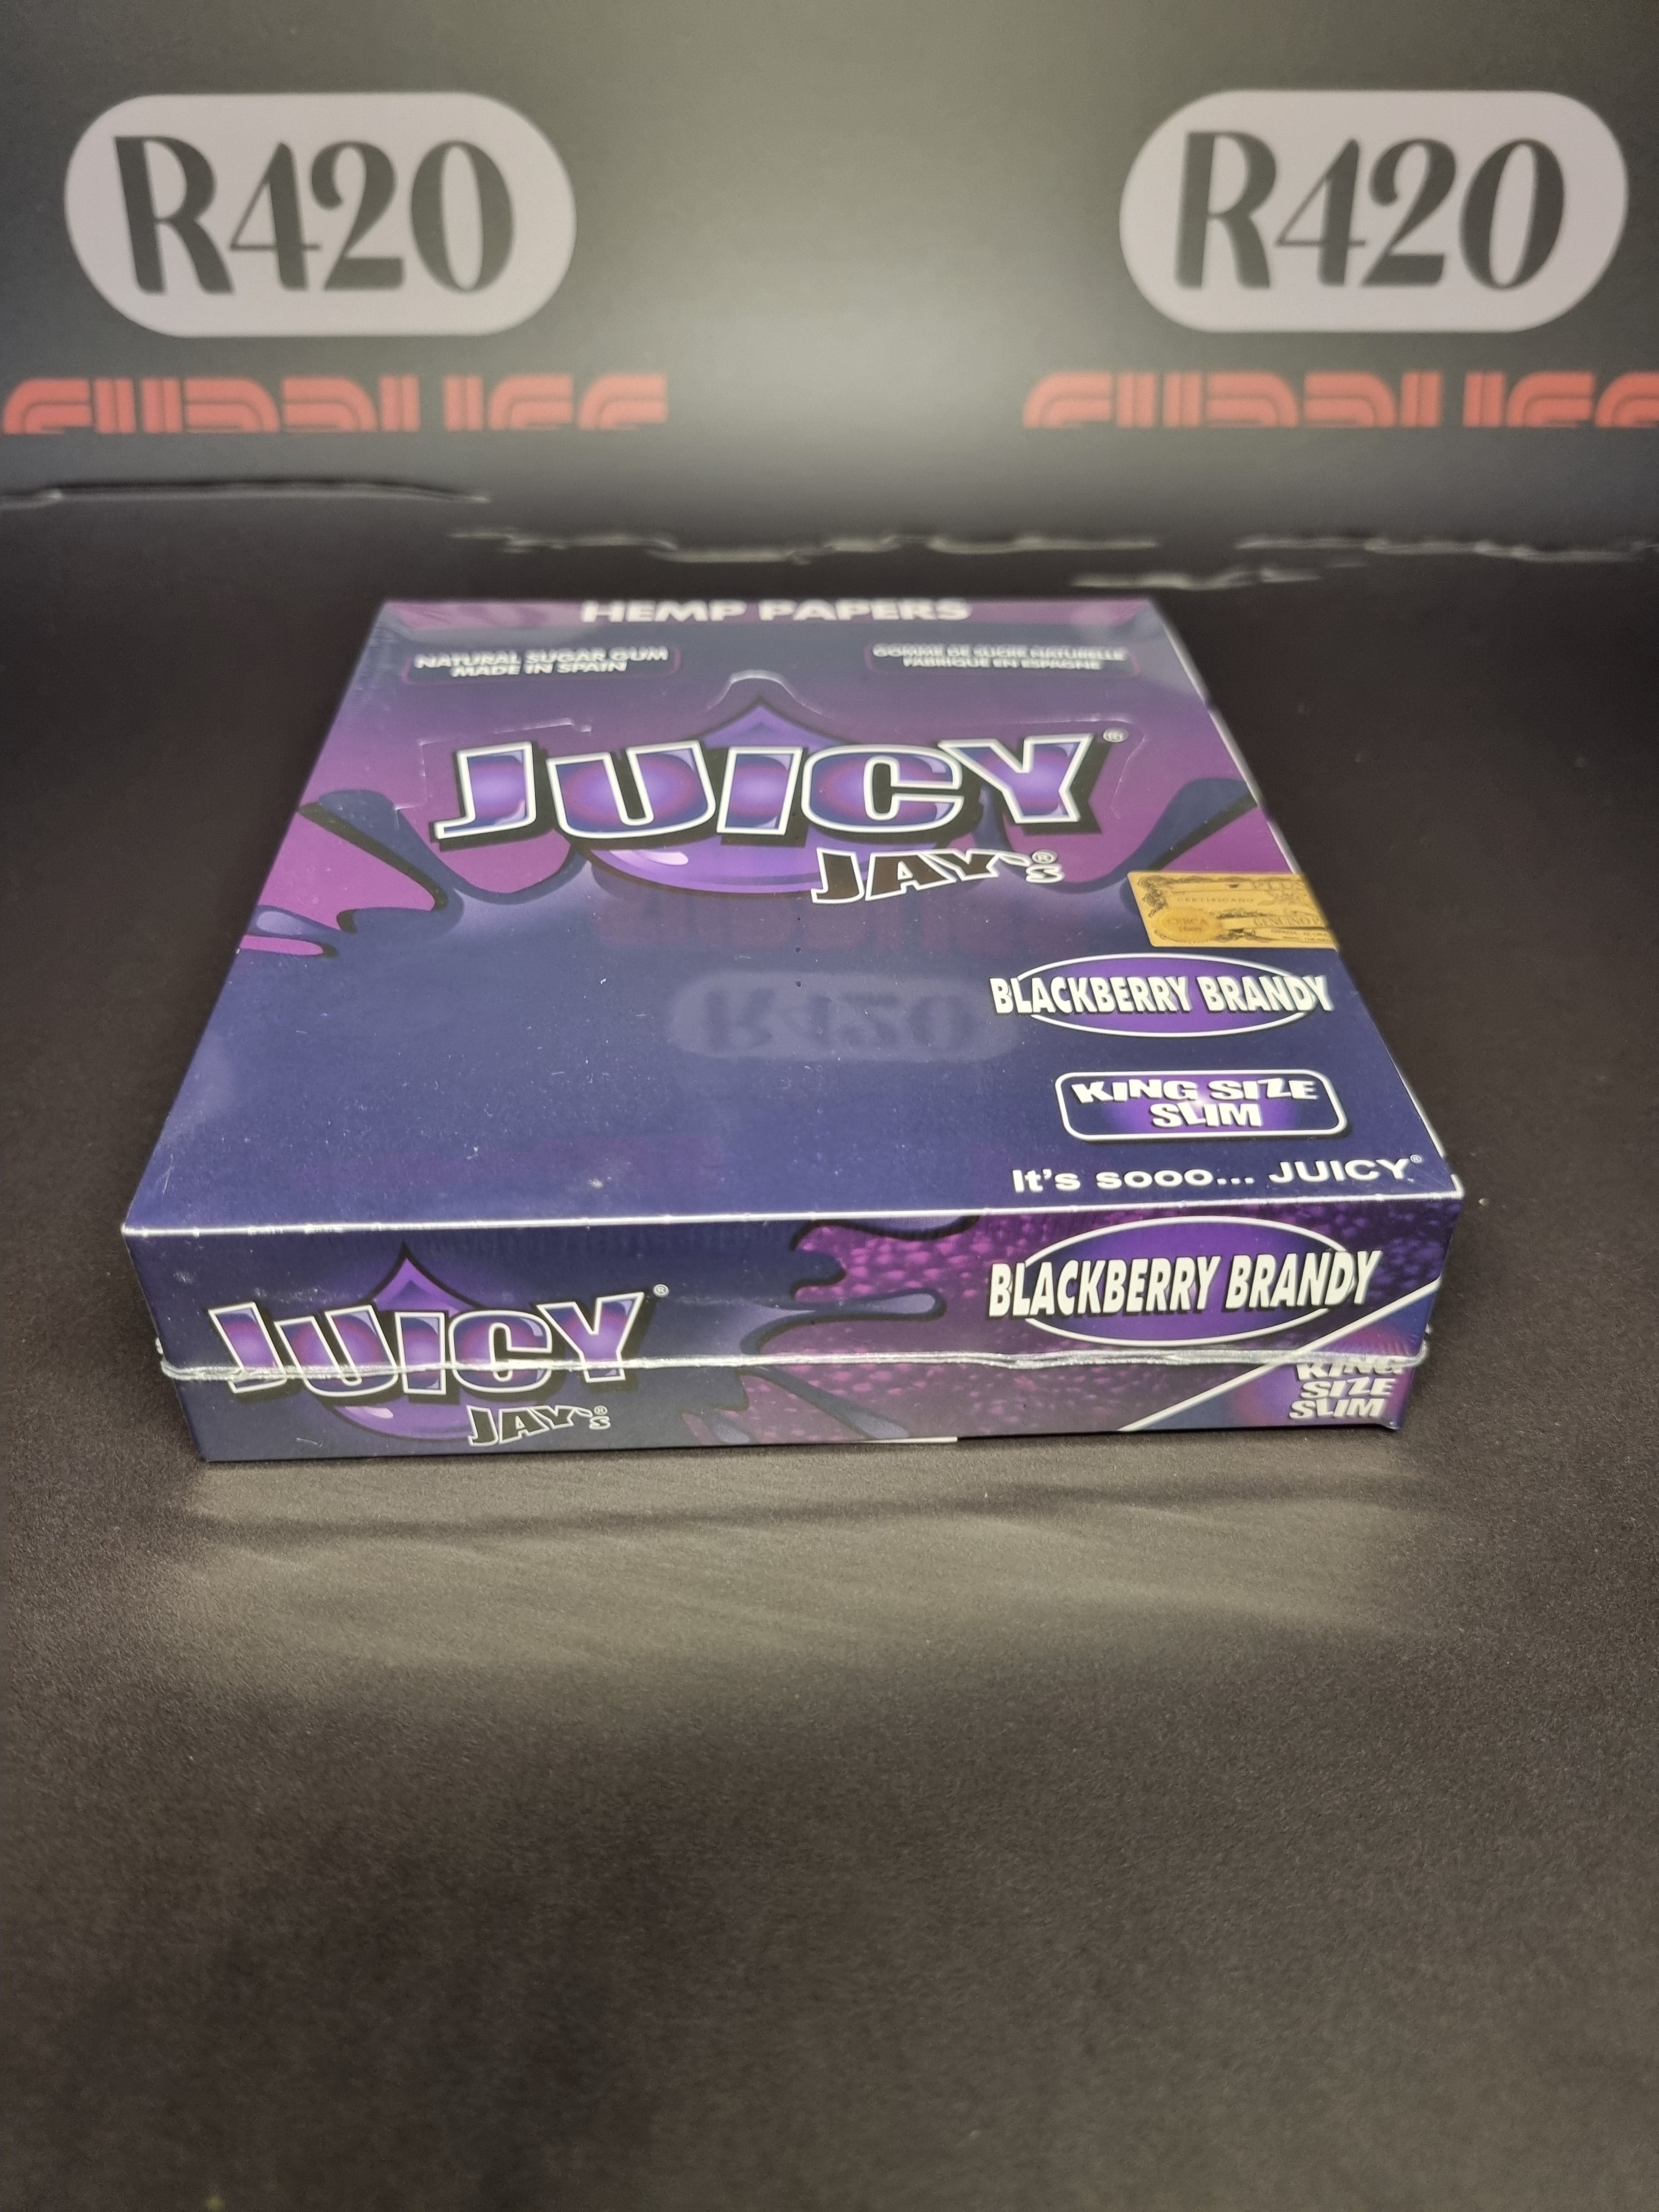 R420
R420
HEMP PAPERS
NATURAL SUGAR GUM
MADE IN SPAIN
GOMME DE SUCRE NATURELLE
FABRIQUE EN ESPAGNE
JUICY®
JAY's®
CERTIFICADO
BLACKBERRY BRANDY
KING SIZE
SLIM
It's sooo... JUICY®
JUICY®
JAY's®
BLACKBERRY BRANDY
KING
SIZE
SLIM